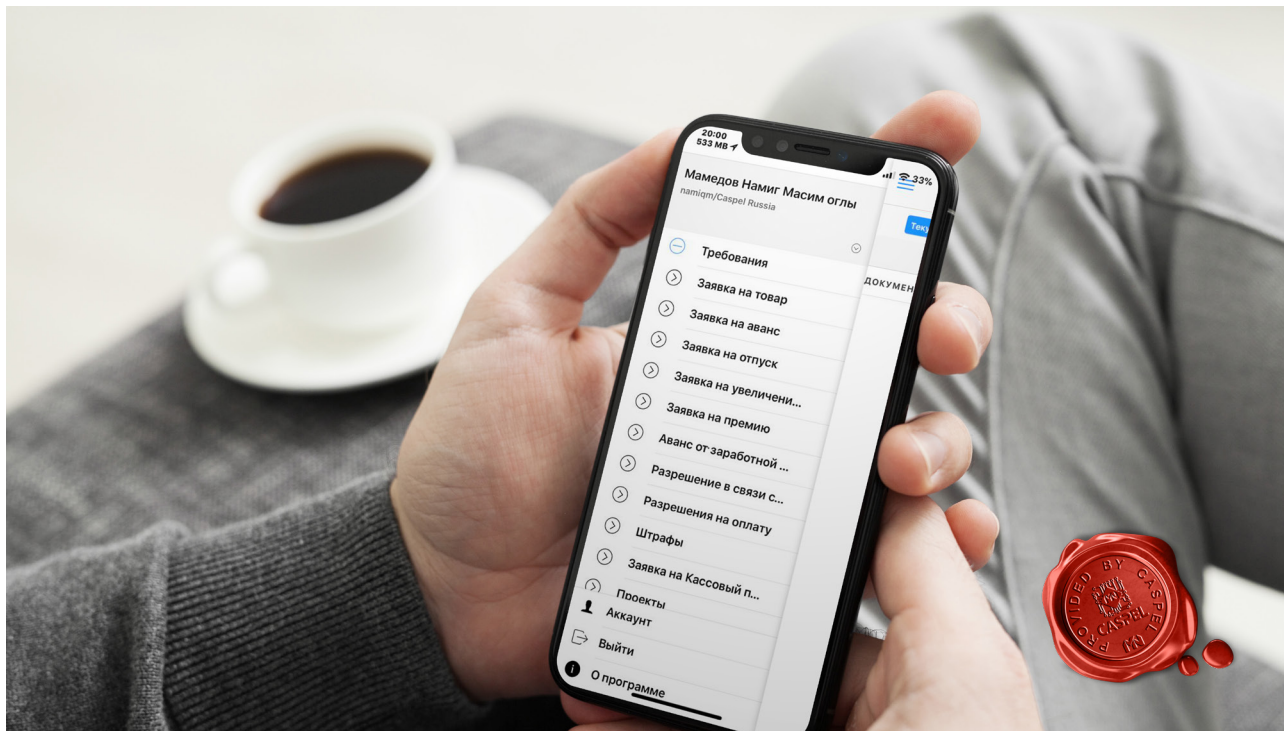 20:00
533 MB
33%
Мамедов Намиг Масим оглы
namiqm/Caspel Russia
Теку
ДОКУМЕН
Требования
Заявка на товар
Заявка на аванс
Заявка на отпуск
Заявка на увеличени...
Заявка на премию
Аванс от заработной ...
Разрешение в связи с...
Разрешения на оплату
Штрафы
Заявка на Кассовый п...
Проекты
Аккаунт
Выйти
О программе
PROVIDED BY CASPEL
CASPEL